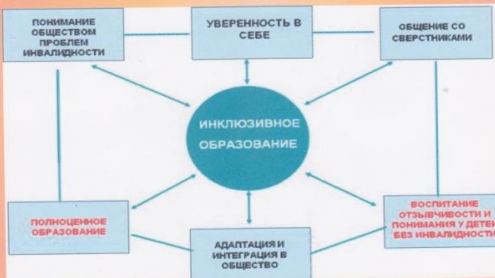 ПОНИМАНИЕ
ОБЩЕСТВОМ
ПРОБЛЕМ
ИНВАЛИДНОСТИ
УВЕРЕННОСТЬ В
СЕБЕ
ОБЩЕНИЕ СО
СВЕРСТНИКАМИ
ИНКЛЮЗИВНОЕ
ОБРАЗОВАНИЕ
ПОЛНОЦЕННОЕ
ОБРАЗОВАНИЕ
АДАПТАЦИЯ И
ИНТЕГРАЦИЯ В
ОБЩЕСТВО
ВОСПИТАНИЕ
ОТЗЫВЧИВОСТИ И
ПОНИМАНИЯ У ДЕТЕЙ
БЕЗ ИНВАЛИДНОСТИ